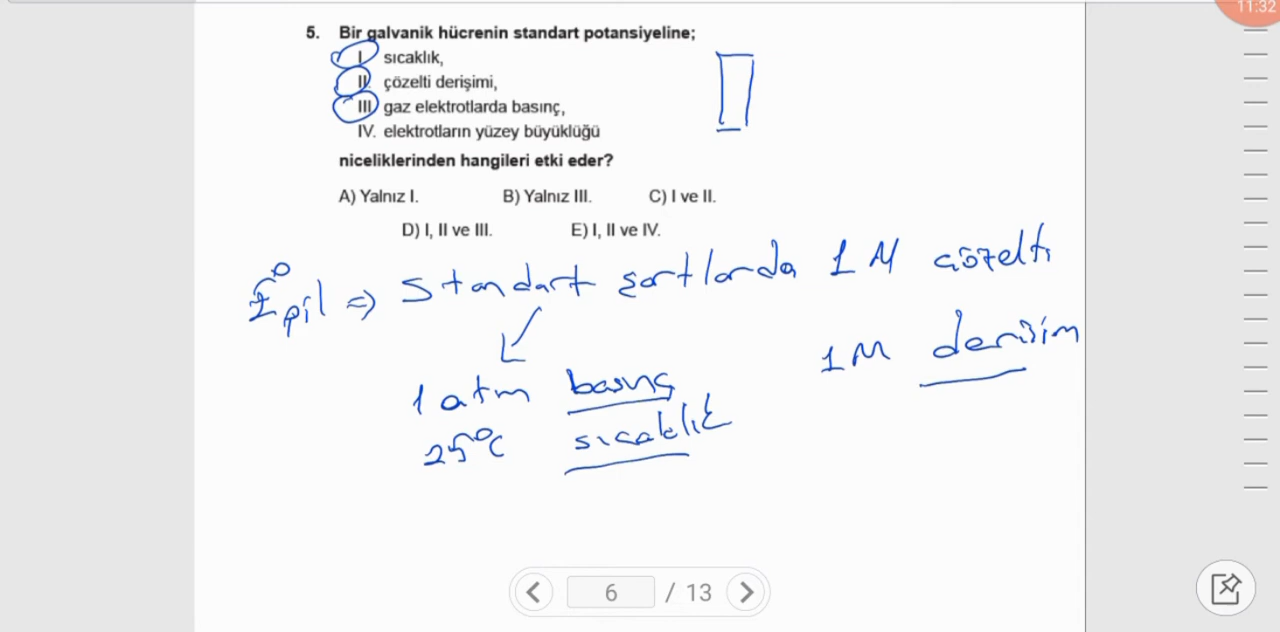 11:32
5. Bir galvanik hücrenin standart potansiyeline;
I sıcaklık,
II. çözelti derişimi,
III gaz elektrotlarda basınç,
IV. elektrotların yüzey büyüklüğü
niceliklerinden hangileri etki eder?
A) Yalnız I. B) Yalnız III. C) I ve II.
D) I, II ve III. E) I, II ve IV.
E°pil ⇒ Standart şartlarda 1 M çözelti
1 atm basınç 1M derişim
25°C sıcaklık
6 / 13